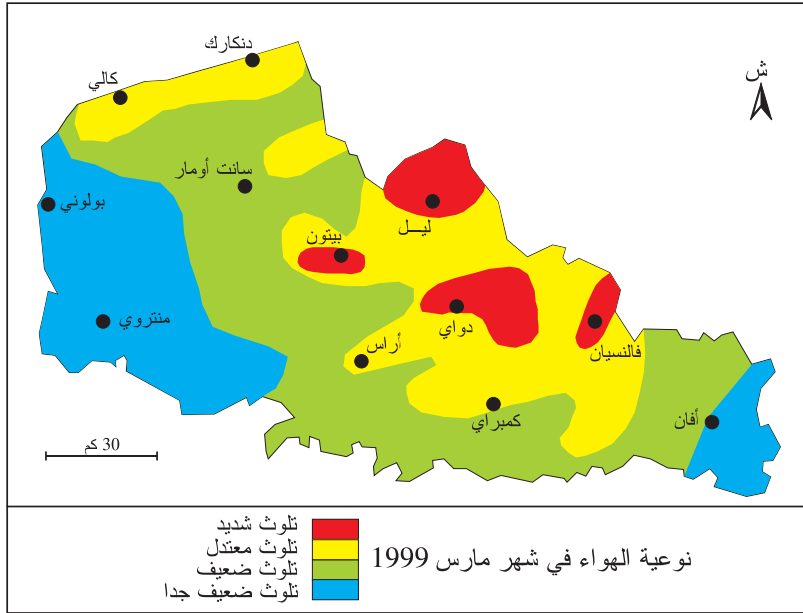 دنكارك
كالي
ش
سانت أومار
بولوني
ليـــل
بيتون
منتروي
دواي
فالنسيان
أراس
كمبراي
أفان
30 كم
نوعية الهواء في شهر مارس 1999
تلوث شديد
تلوث معتدل
تلوث ضعيف
تلوث ضعيف جدا